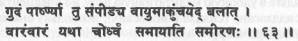 गुदं पार्ष्ण्या तु संपीड्य वायुमाकुंचयेद् बलात् ।
वारंवारं यथा चोर्ध्वं समायाति समीरणः ॥ ६३ ॥